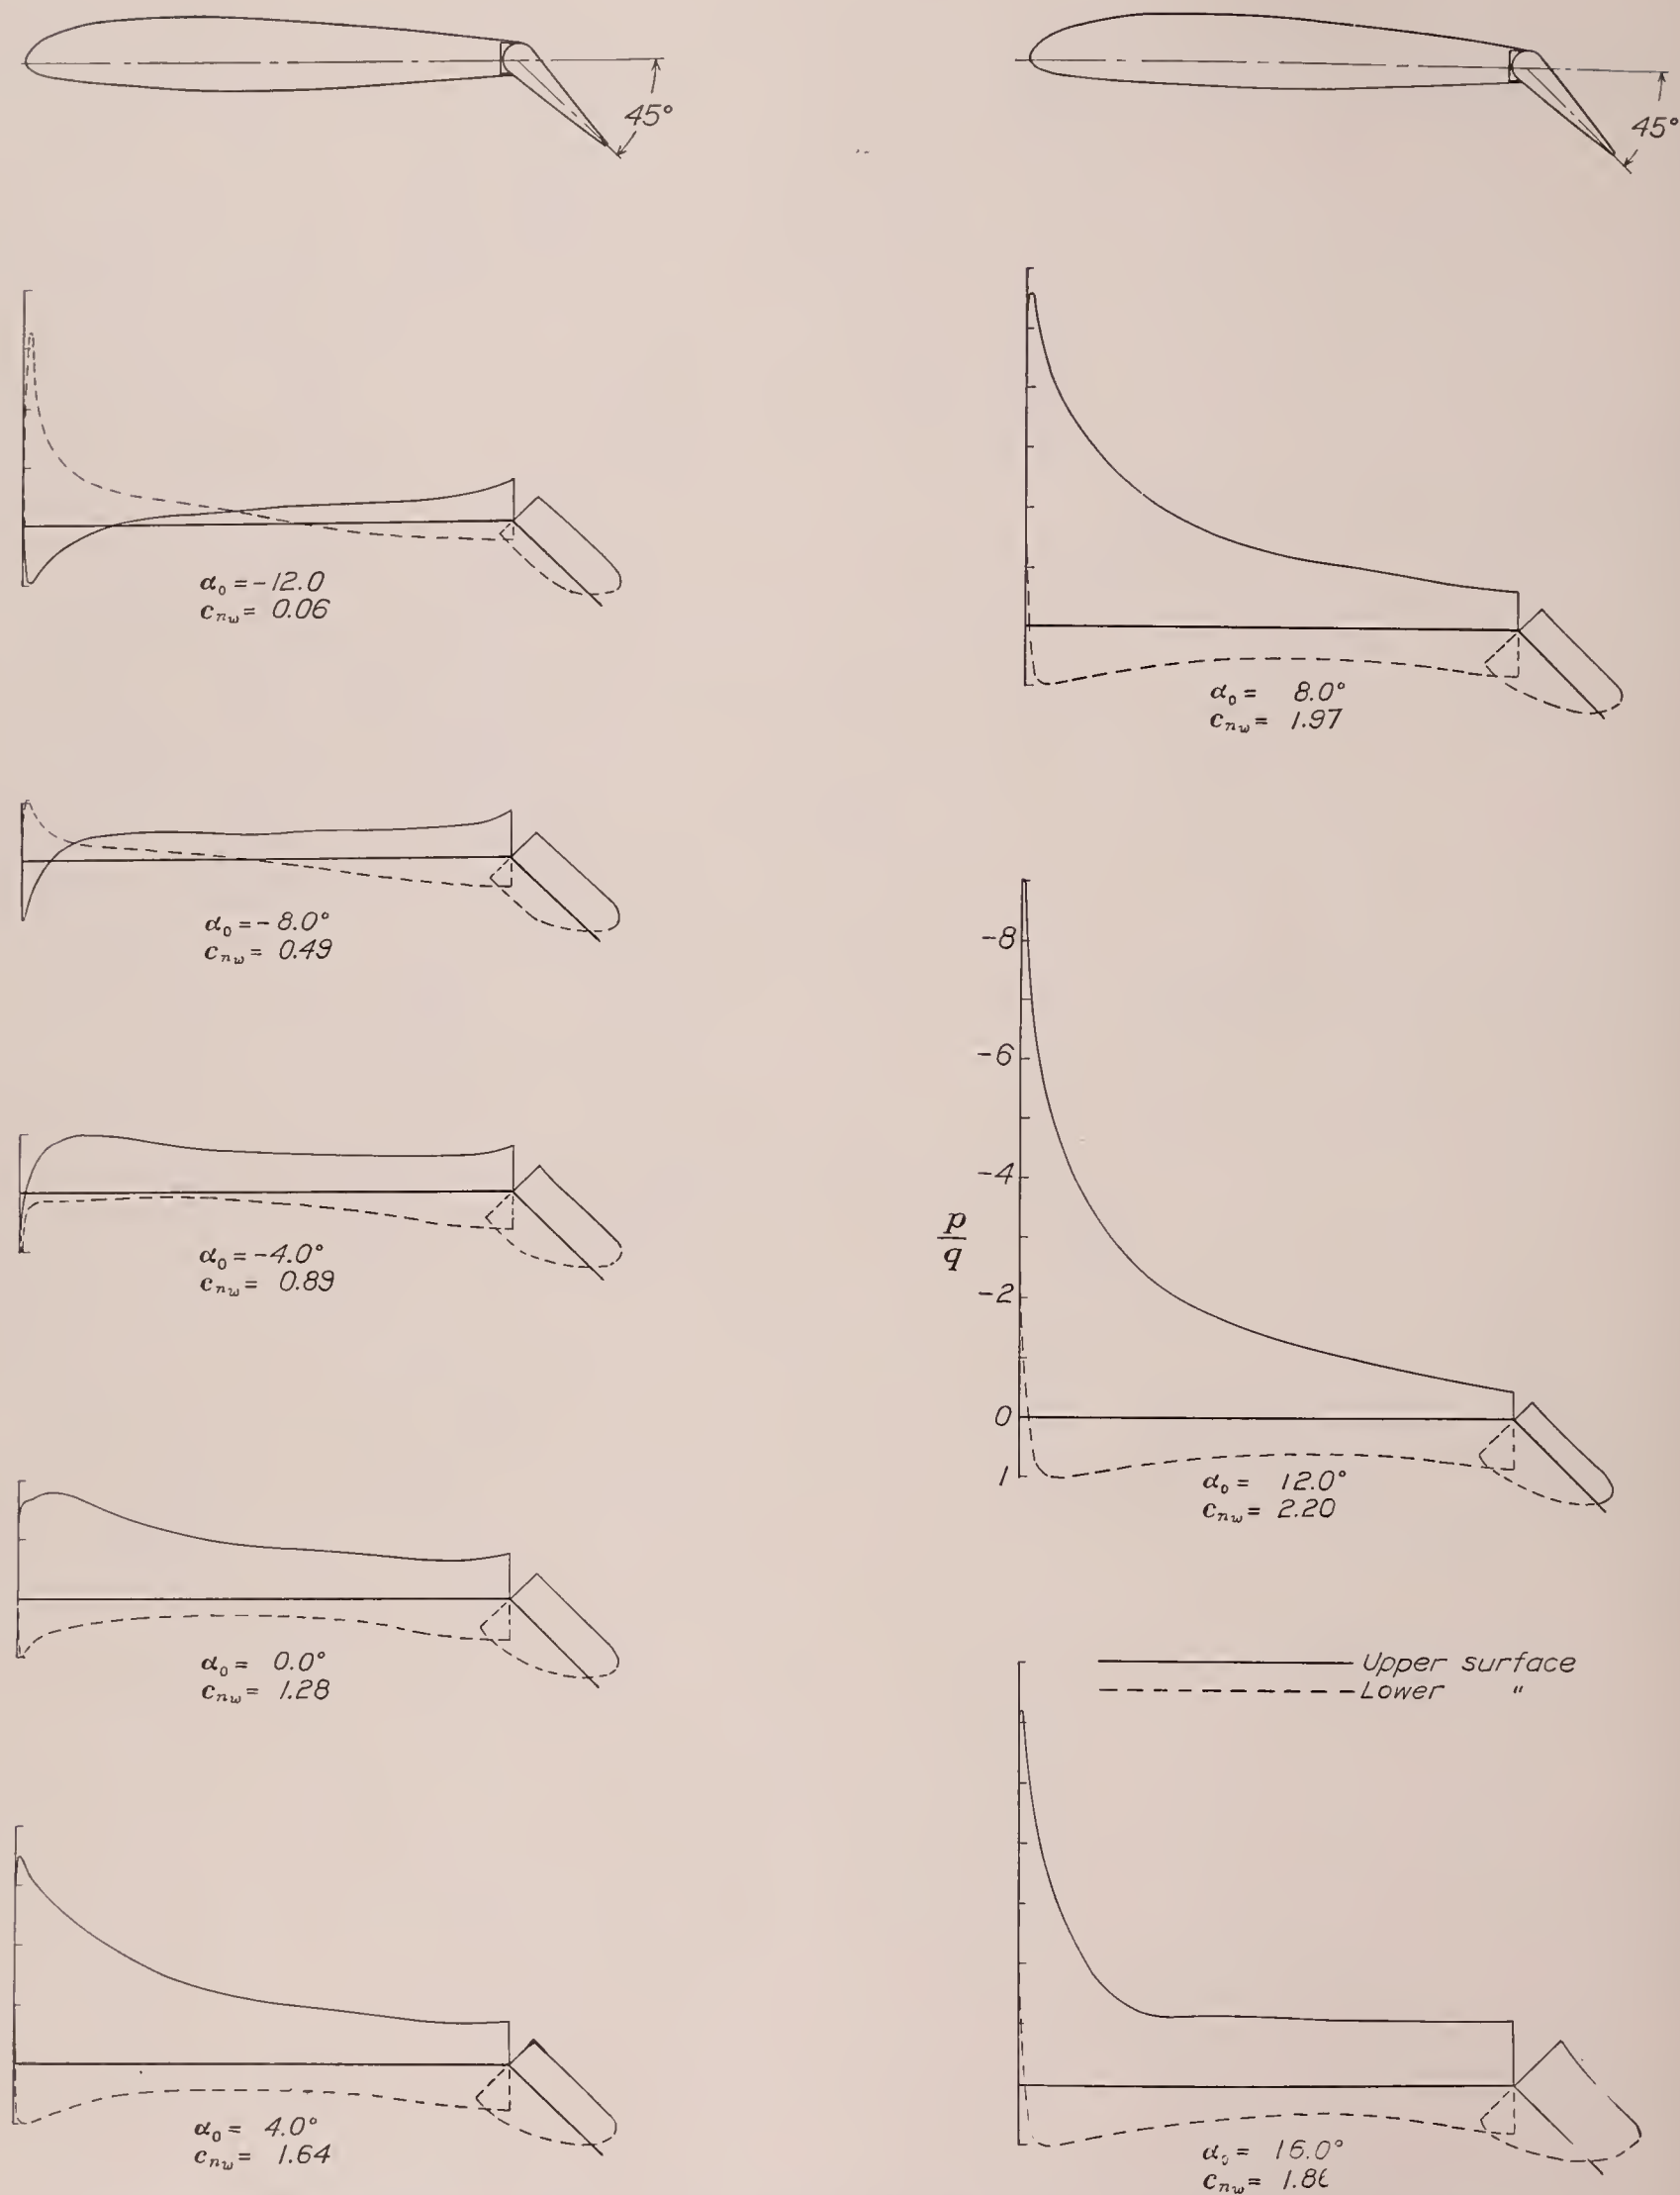 45°
α₀ = -12.0
cₙw = 0.06
α₀ = -8.0°
cₙw = 0.49
α₀ = -4.0°
cₙw = 0.89
α₀ = 0.0°
cₙw = 1.28
α₀ = 4.0°
cₙw = 1.64
45°
α₀ = 8.0°
cₙw = 1.97
-8
-6
-4
p/q
-2
0
1
α₀ = 12.0°
cₙw = 2.20
Upper surface
Lower "
α₀ = 16.0°
cₙw =